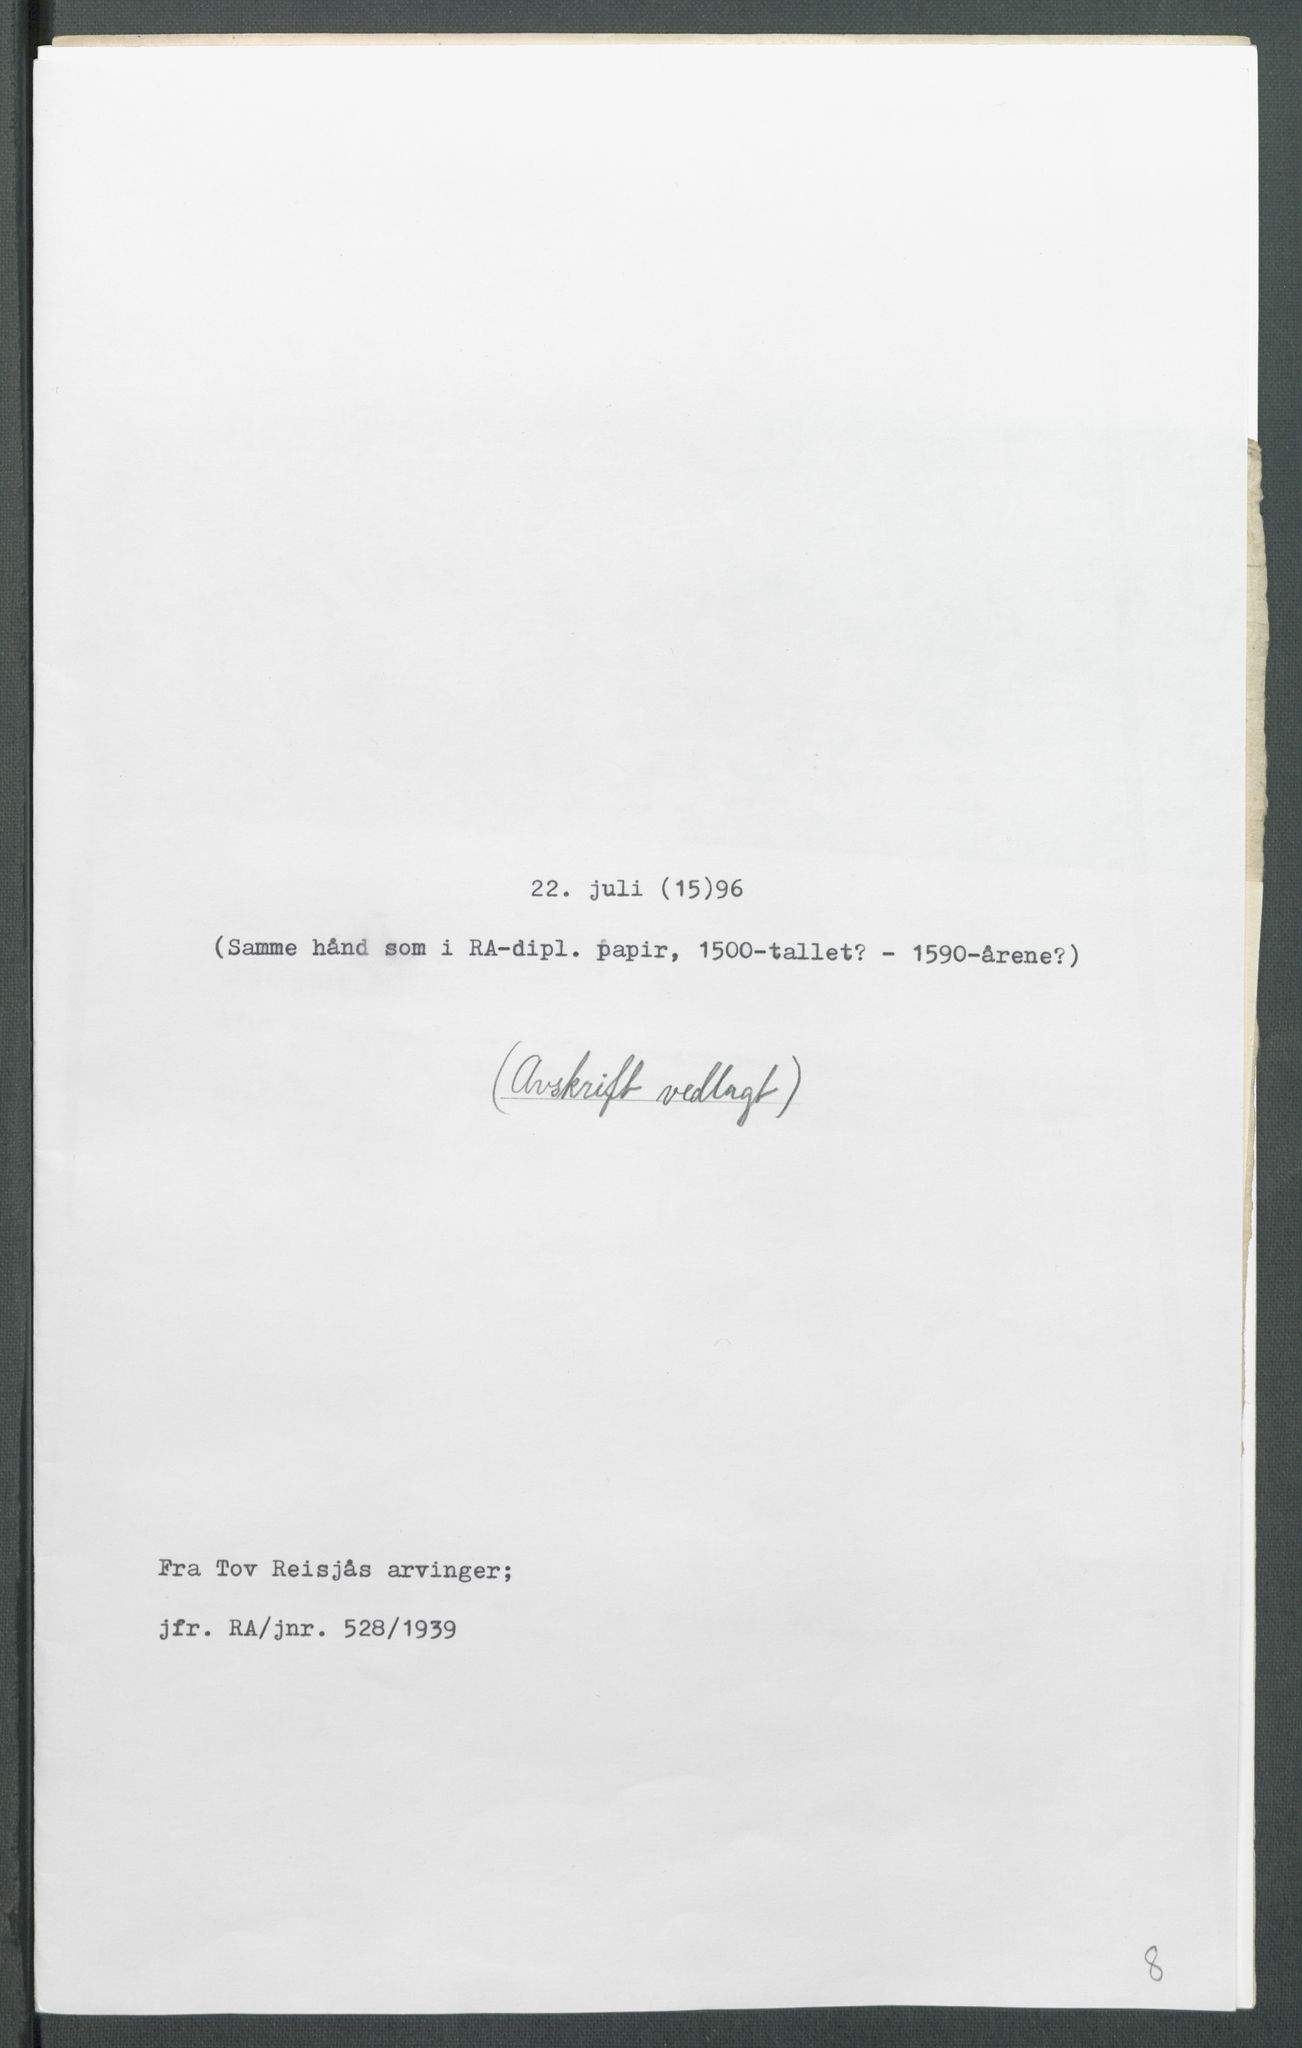 22. juli (15)96
(Samme hånd som i RA-dipl. papir, 1500-tallet? - 1590-årene?)
(Avskrift vedlagt)
Fra Tov Reisjås arvinger;
jfr. RA/jnr. 528/1939
8